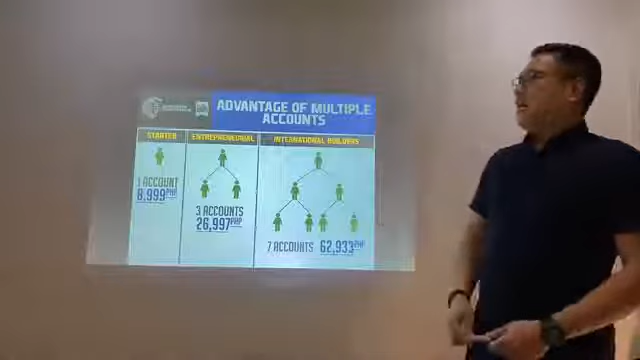 ADVANTAGE OF MULTIPLE
ACCOUNTS
STARTER
1 ACCOUNT
8,999PHP
ENTREPRENEURIAL
3 ACCOUNTS
26,997PHP
INTERNATIONAL BUILDERS
7 ACCOUNTS 62,933PHP